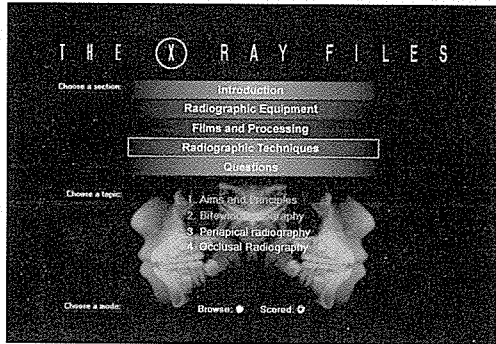 THE X RAY FILES
Choose a section:
Introduction
Radiographic Equipment
Films and Processing
Radiographic Techniques
Questions
Choose a topic:
1. Aims and Principles
2. Bitewing radiography
3. Periapical radiography
4. Occlusal Radiography
Choose a mode:
Browse: Scored: